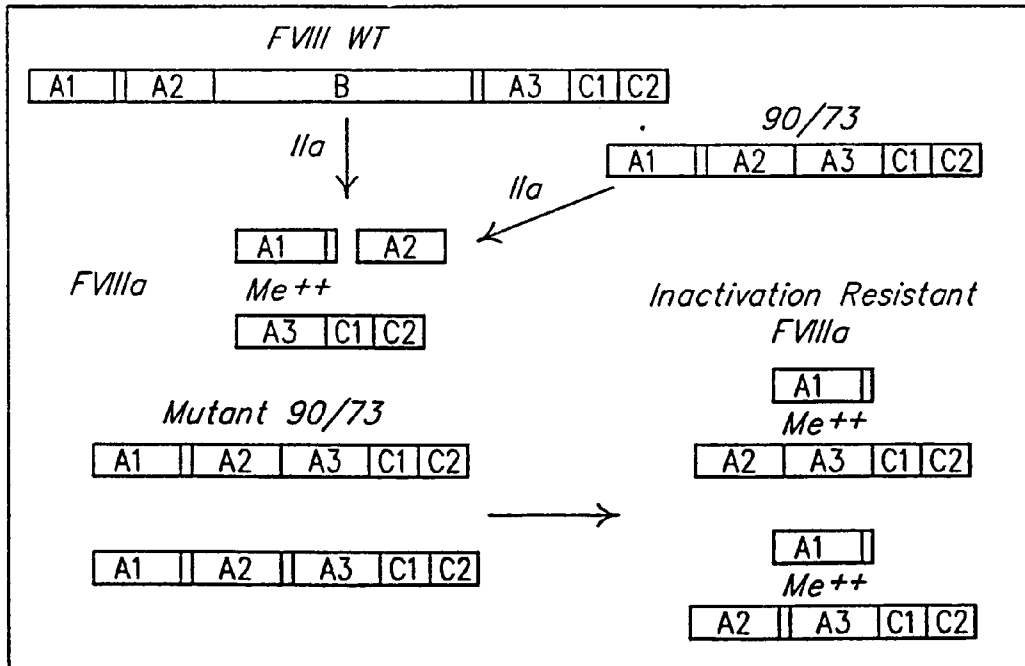 FVIII WT
A1 A2 B A3 C1 C2
90/73
A1 A2 A3 C1 C2
IIa
IIa
A1 A2
FVIIIa
Me++
A3 C1 C2
Inactivation Resistant
FVIIIa
A1
Me++
A2 A3 C1 C2
Mutant 90/73
A1 A2 A3 C1 C2
A1 A2 A3 C1 C2
A1
Me++
A2 A3 C1 C2